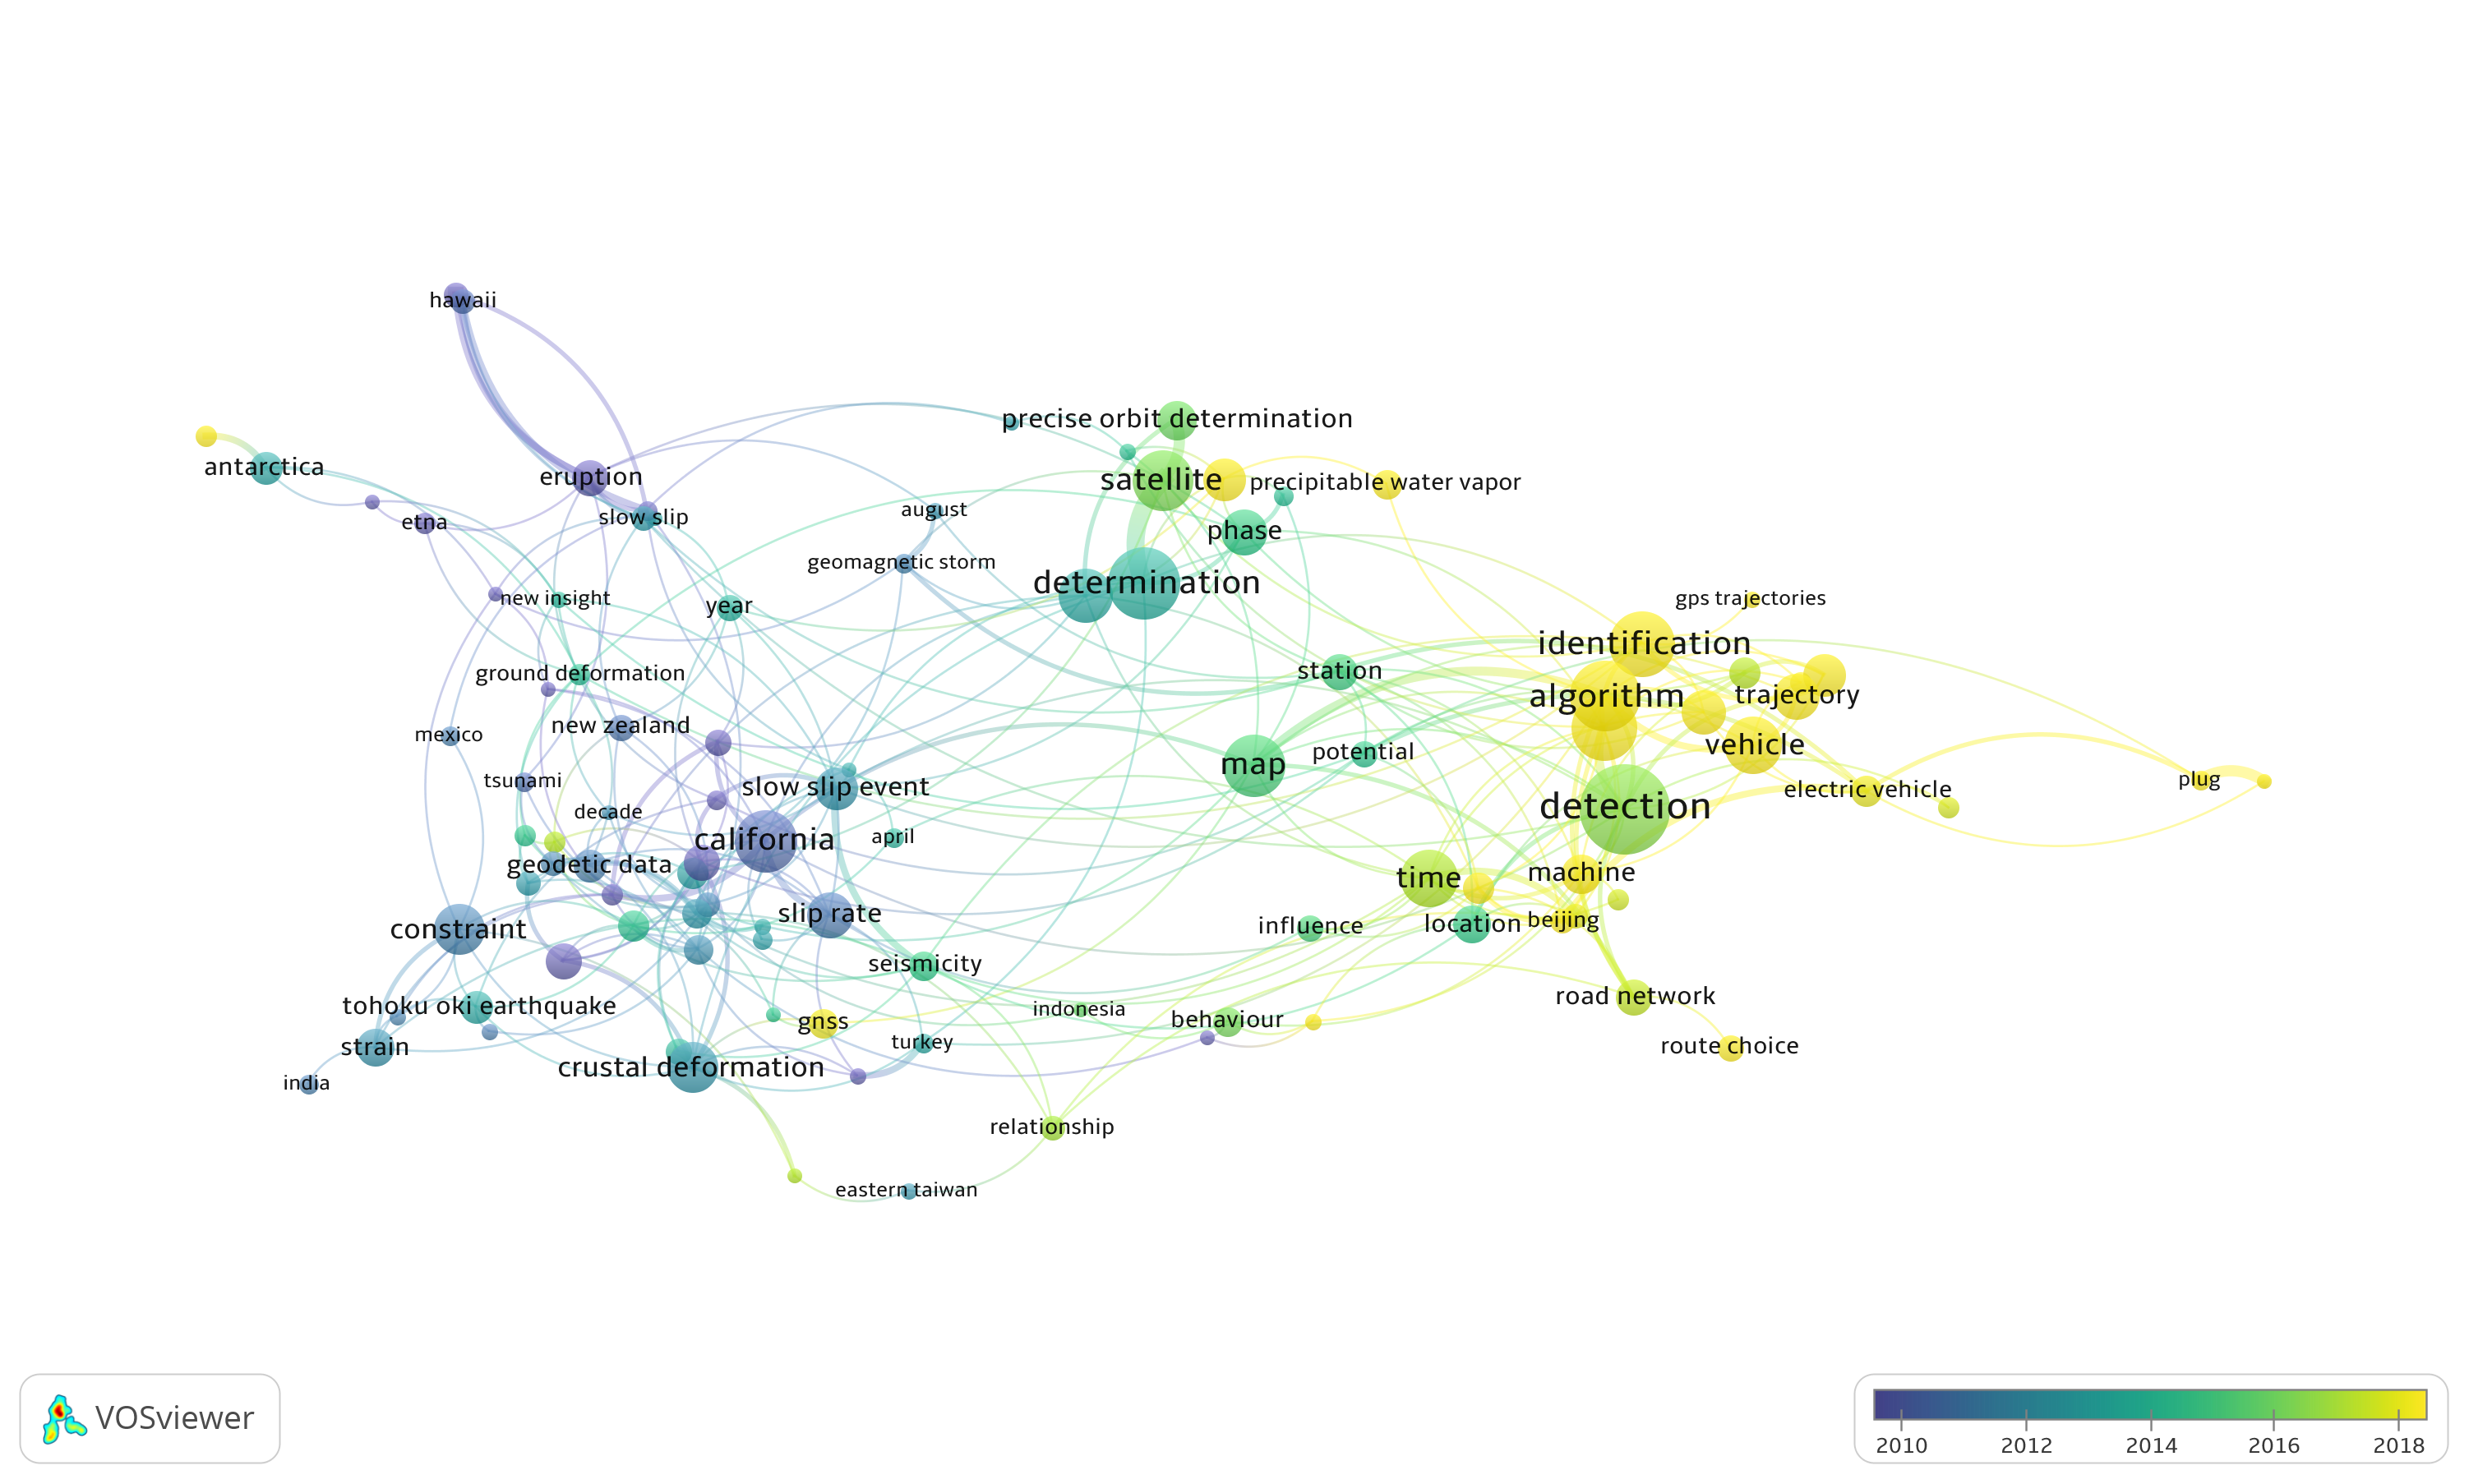 hawaii
precise orbit determination
antarctica
eruption
satellite
precipitable water vapor
slow slip
august
etna
phase
geomagnetic storm
determination
new insight
year
gps trajectories
identification
ground deformation
station
algorithm
trajectory
new zealand
mexico
potential
vehicle
map
tsunami
slow slip event
electric vehicle
plug
decade
detection
california
april
geodetic data
machine
time
slip rate
constraint
influence
location
beijing
seismicity
tohoku oki earthquake
indonesia
road network
gnss
behaviour
strain
turkey
route choice
crustal deformation
india
relationship
eastern taiwan
VOSviewer
2010 2012 2014 2016 2018